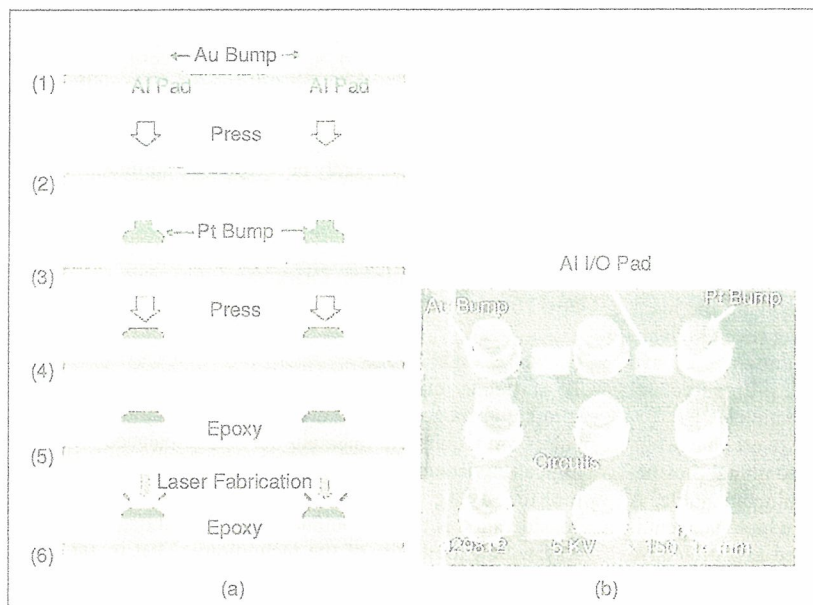 Au Bump
(1)
Al Pad Al Pad
Press
(2)
Pt Bump
(3)
Press
(4)
Epoxy
(5)
Laser Fabrication
Epoxy
(6)
(a)
Al I/O Pad
Au Bump Pt Bump
Circuits
(b)